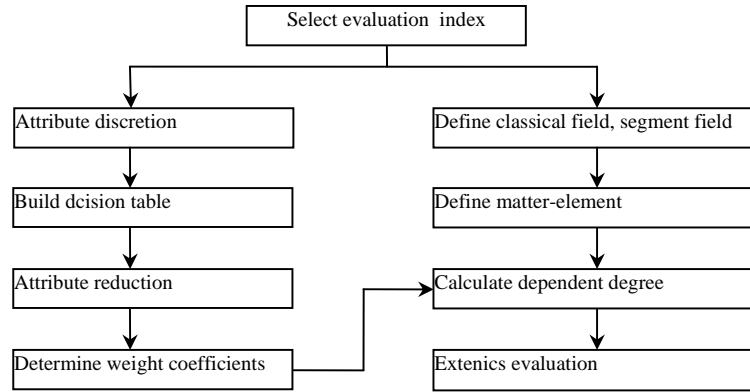 Select evaluation index
Attribute discretion
Define classical field, segment field
Build dcision table
Define matter-element
Attribute reduction
Calculate dependent degree
Determine weight coefficients
Extenics evaluation